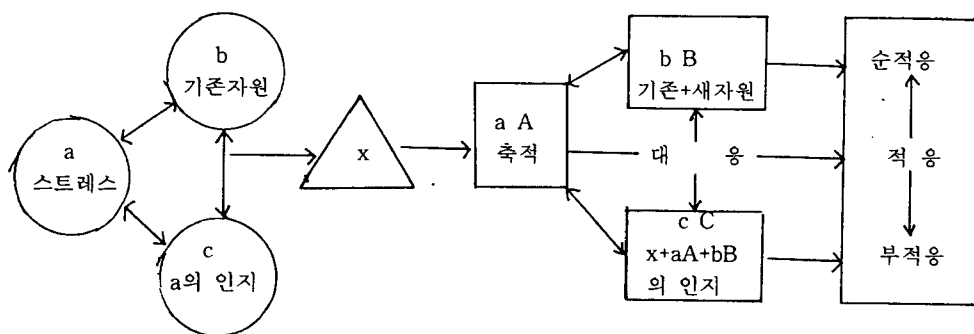 b
기존자원
a
스트레스
c
a의 인지
x
a A
축적
b B
기존+새자원
대 응
c C
x+aA+bB
의 인지
순적응
적 응
부적응